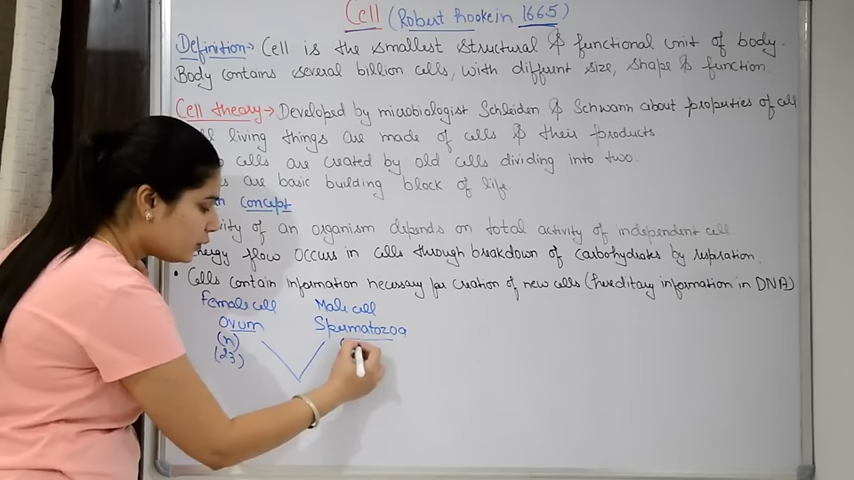 Cell (Robert Hooke in 1665)
Definition→ Cell is the smallest structural & functional unit of body.
Body contains several billion cells, with different size, shape & function.
Cell theory→ Developed by microbiologist Schleiden & Schwann about properties of cell
living things are made of cells & their products.
cells are created by old cells dividing into two.
are basic building block of life.
concept
of an organism depends on total activity of independent cell.
energy flow occurs in cells through breakdown of carbohydrates by respiration.
• Cells contain information necessary for creation of new cells (hereditary information in DNA)
Female cell Male cell
Ovum Spermatozoa
(n)
(23)